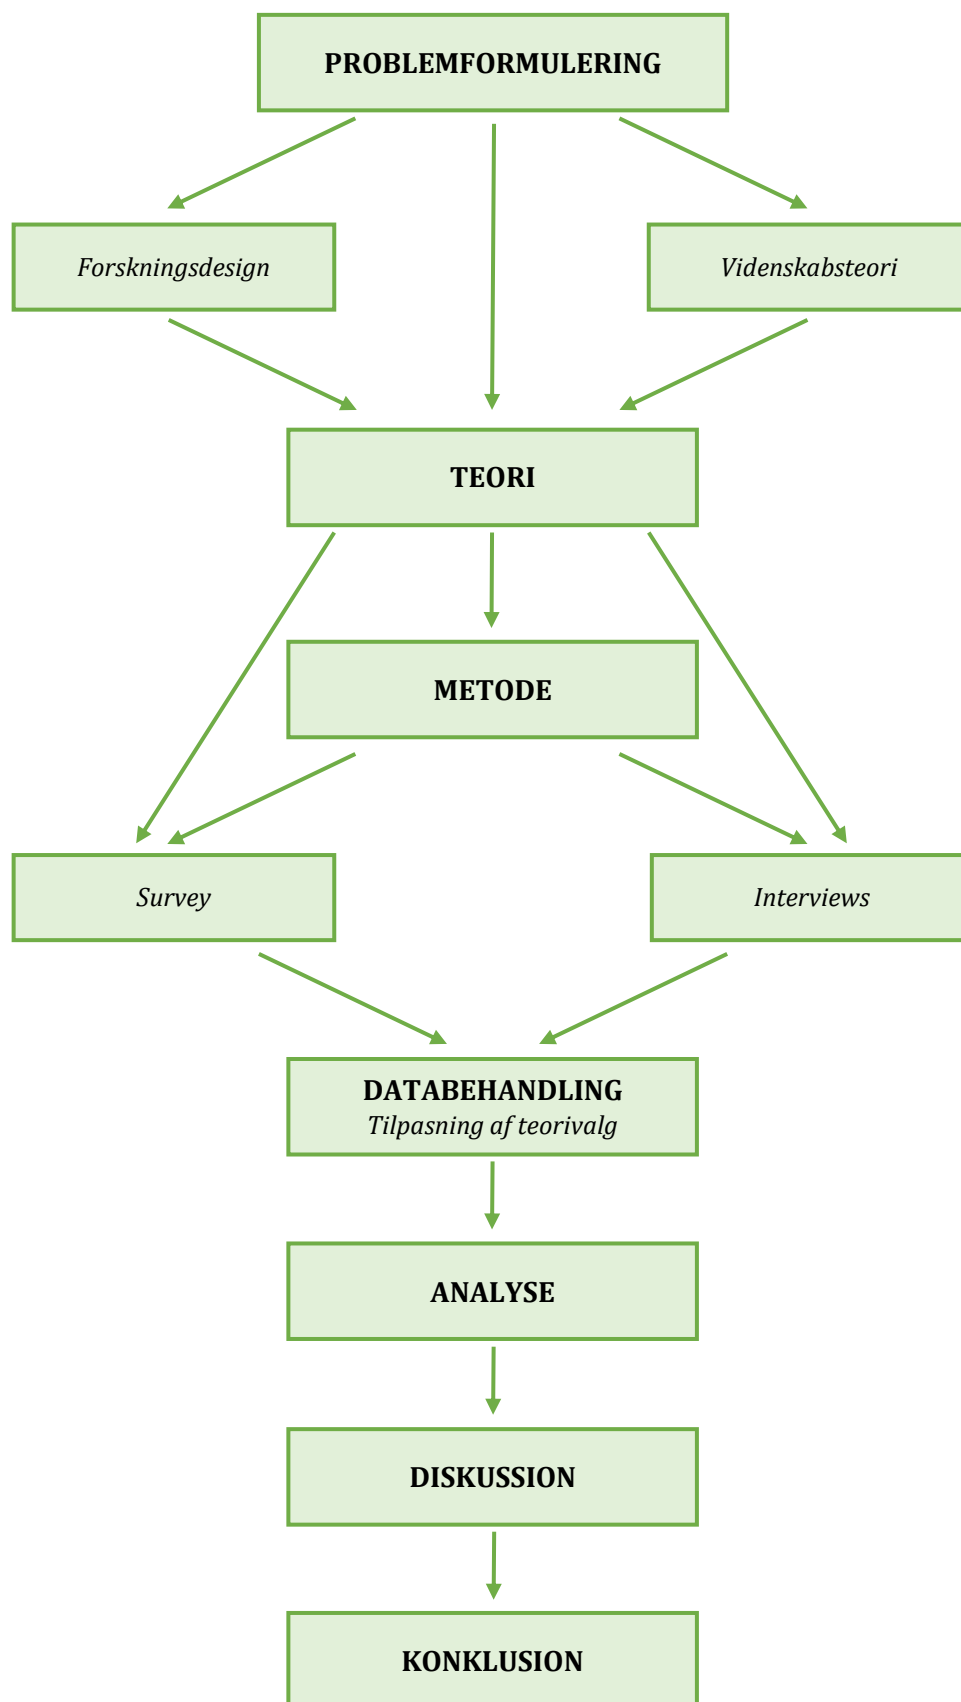 PROBLEMFORMULERING
Forskningsdesign
Videnskabsteori
TEORI
METODE
Survey
Interviews
DATABEHANDLING
Tilpasning af teorivalg
ANALYSE
DISKUSSION
KONKLUSION